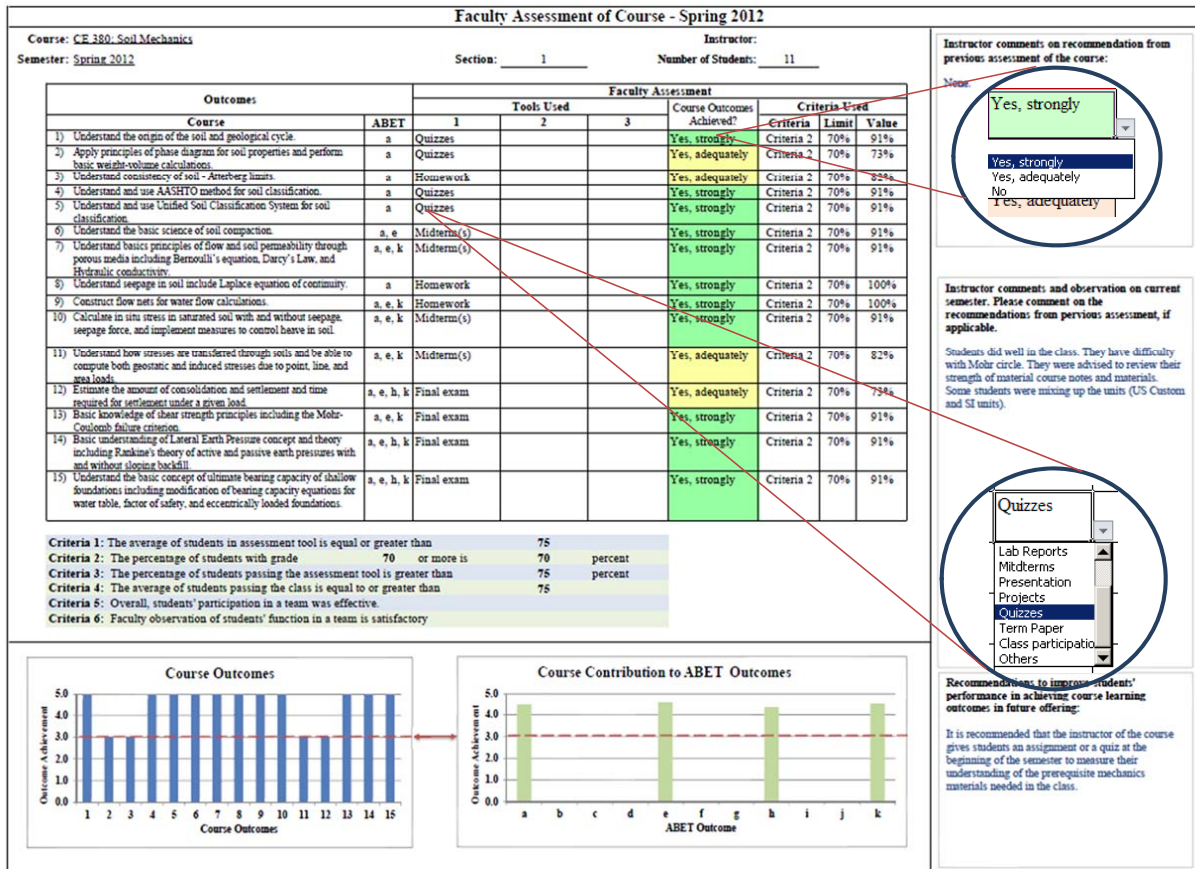 Faculty Assessment of Course - Spring 2012
Course: CE 380: Soil Mechanics
Instructor:
Semester: Spring 2012
Section: 1
Number of Students: 11
Outcomes
Faculty Assessment
Tools Used
Course Outcomes Achieved?
Criteria Used
Course ABET 1 2 3 Criteria Limit Value
1) Understand the origin of the soil and geological cycle. a Quizzes Yes, strongly Criteria 2 70% 91%
2) Apply principles of phase diagram for soil properties and perform
basic weight-volume calculations. a Quizzes Yes, adequately Criteria 2 70% 73%
3) Understand consistency of soil - Atterberg limits. a Homework Yes, adequately Criteria 2 70% 82%
4) Understand and use AASHTO method for soil classification. a Quizzes Yes, strongly Criteria 2 70% 91%
5) Understand and use Unified Soil Classification System for soil
classification. a Quizzes Yes, strongly Criteria 2 70% 91%
6) Understand the basic science of soil compaction. a, e Midterm(s) Yes, strongly Criteria 2 70% 91%
7) Understand basics principles of flow and soil permeability through
porous media including Bernoulli's equation, Darcy's Law, and
Hydraulic conductivity. a, e, k Midterm(s) Yes, strongly Criteria 2 70% 91%
8) Understand seepage in soil include Laplace equation of continuity. a Homework Yes, strongly Criteria 2 70% 100%
9) Construct flow nets for water flow calculations. a, e, k Homework Yes, strongly Criteria 2 70% 100%
10) Calculate in situ stress in saturated soil with and without seepage,
seepage force, and implement measures to control heave in soil. a, e, k Midterm(s) Yes, strongly Criteria 2 70% 91%
11) Understand how stresses are transferred through soils and be able to
compute both geostatic and induced stresses due to point, line, and
area loads. a, e, k Midterm(s) Yes, adequately Criteria 2 70% 82%
12) Estimate the amount of consolidation and settlement and time
required for settlement under a given load. a, e, h, k Final exam Yes, adequately Criteria 2 70% 73%
13) Basic knowledge of shear strength principles including the Mohr-
Coulomb failure criterion. a, e, k Final exam Yes, strongly Criteria 2 70% 91%
14) Basic understanding of Lateral Earth Pressure concept and theory
including Rankine's theory of active and passive earth pressures with
and without sloping backfill. a, e, h, k Final exam Yes, strongly Criteria 2 70% 91%
15) Understand the basic concept of ultimate bearing capacity of shallow
foundations including modification of bearing capacity equations for
water table, factor of safety, and eccentrically loaded foundations. a, e, h, k Final exam Yes, strongly Criteria 2 70% 91%
Criteria 1: The average of students in assessment tool is equal or greater than 75
Criteria 2: The percentage of students with grade 70 or more is 70 percent
Criteria 3: The percentage of students passing the assessment tool is greater than 75 percent
Criteria 4: The average of students passing the class is equal to or greater than 75
Criteria 5: Overall, students' participation in a team was effective.
Criteria 6: Faculty observation of students' function in a team is satisfactory
Course Outcomes
Outcome Achievement
5.0
4.0
3.0
2.0
1.0
0.0
1 2 3 4 5 6 7 8 9 10 11 12 13 14 15
Course Outcomes
Course Contribution to ABET Outcomes
Outcome Achievement
5.0
4.0
3.0
2.0
1.0
0.0
a b c d e f g h i j k
ABET Outcome
Instructor comments on recommendation from
previous assessment of the course:
None.
Yes, strongly
Yes, strongly
Yes, adequately
No
Yes, adequately
Instructor comments and observation on current
semester. Please comment on the
recommendations from pervious assessment, if
applicable.
Students did well in the class. They have difficulty
with Mohr circle. They were advised to review their
strength of material course notes and materials.
Some students were mixing up the units (US Custom
and SI units).
Quizzes
Lab Reports
Mitdterms
Presentation
Projects
Quizzes
Term Paper
Class participatio
Others
Recommendations to improve students'
performance in achieving course learning
outcomes in future offering:
It is recommended that the instructor of the course
gives students an assignment or a quiz at the
beginning of the semester to measure their
understanding of the prerequisite mechanics
materials needed in the class.